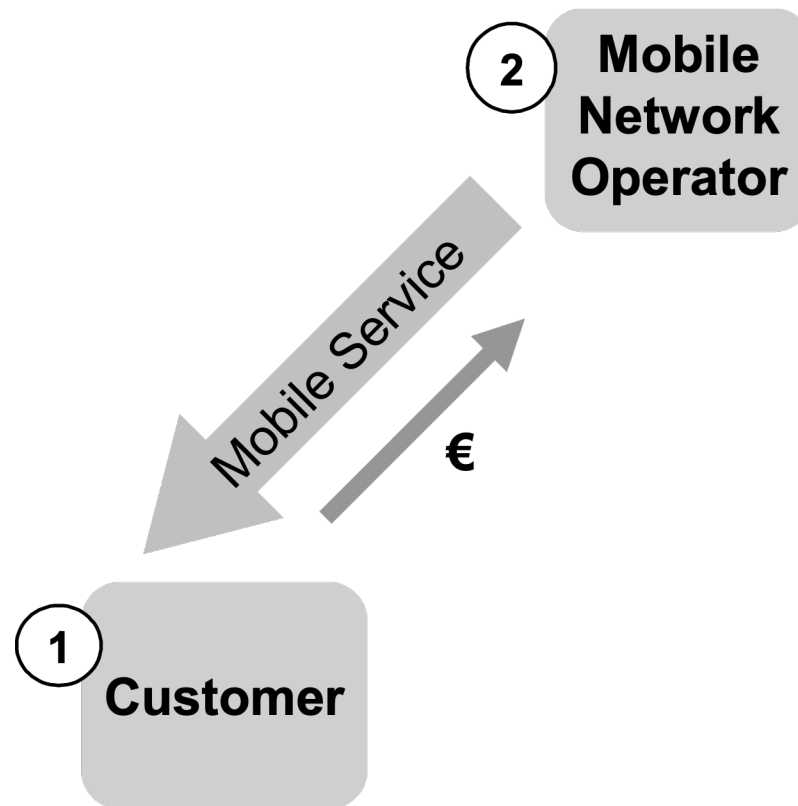 2
Mobile
Network
Operator
Mobile Service
€
1
Customer